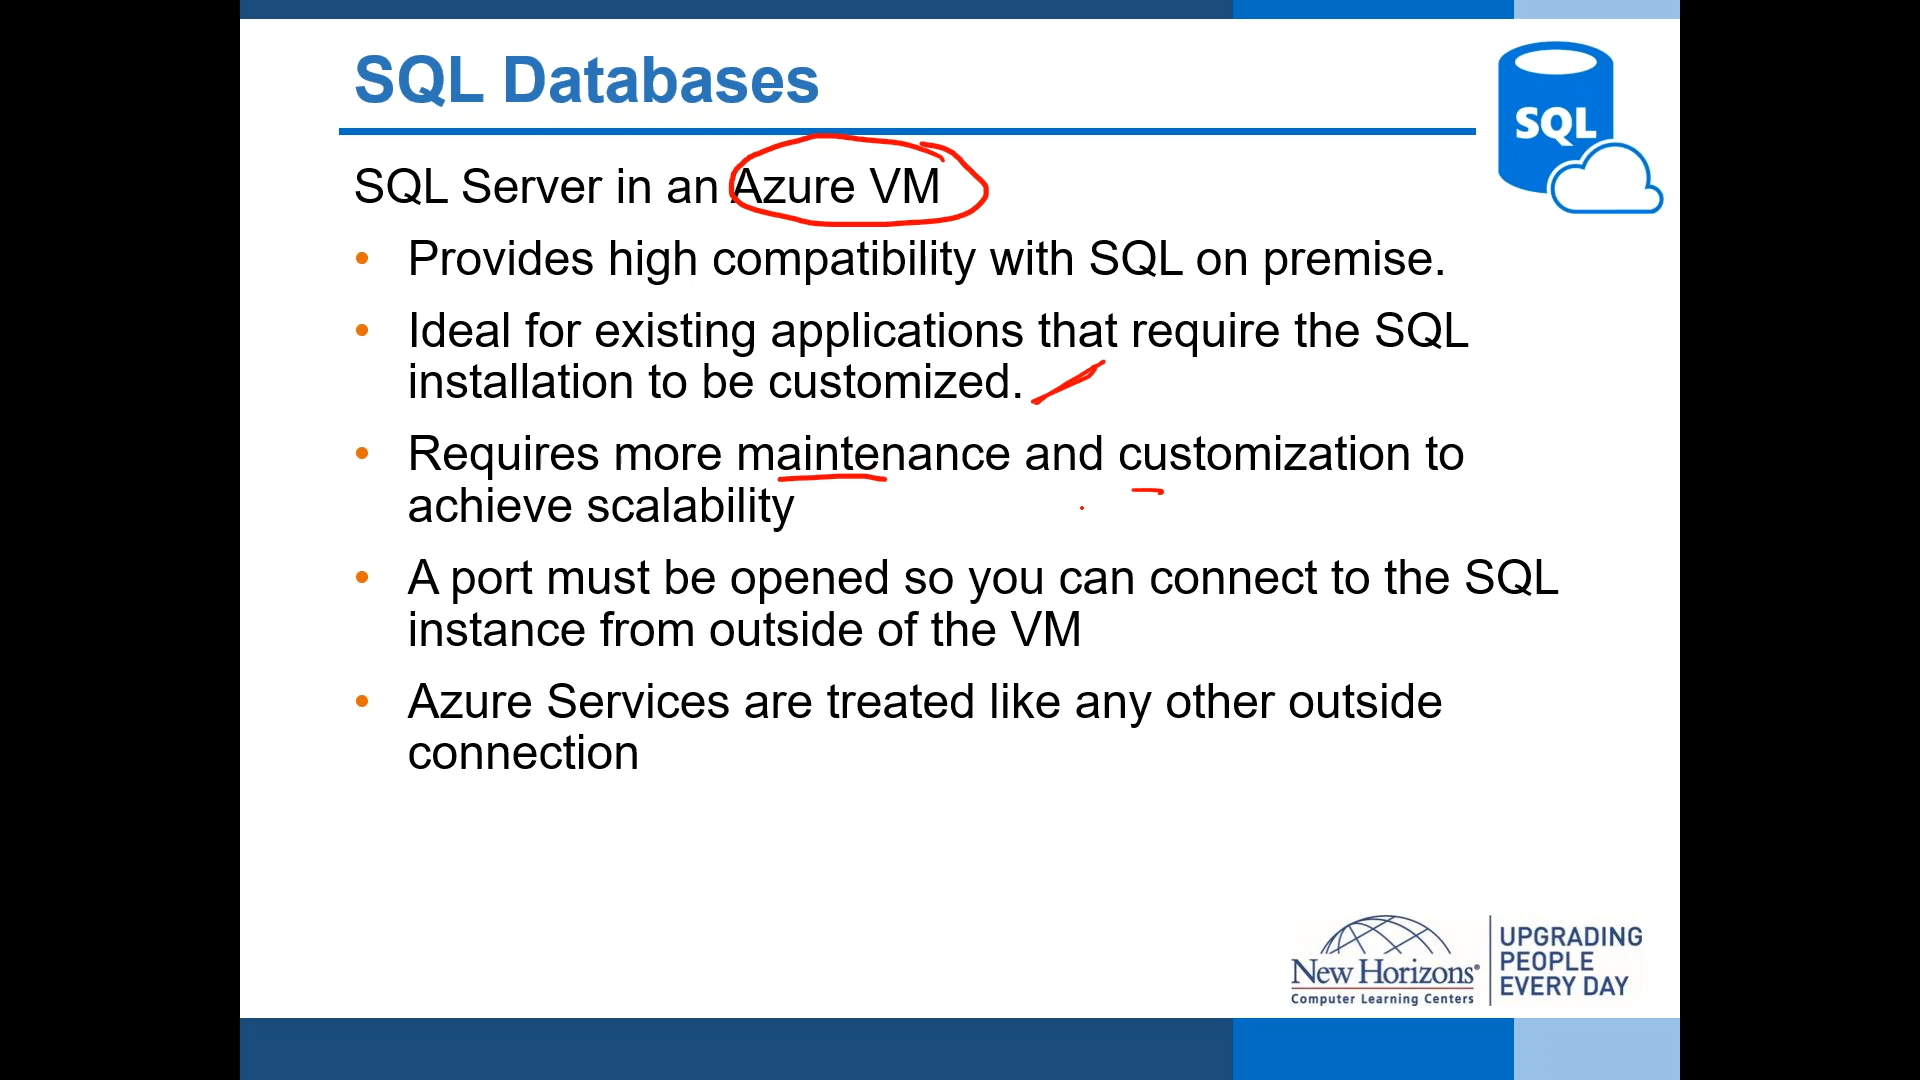 SQL Databases
SQL
SQL Server in an Azure VM
• Provides high compatibility with SQL on premise.
• Ideal for existing applications that require the SQL
installation to be customized.
• Requires more maintenance and customization to
achieve scalability
• A port must be opened so you can connect to the SQL
instance from outside of the VM
• Azure Services are treated like any other outside
connection
New Horizons®
Computer Learning Centers
UPGRADING
PEOPLE
EVERY DAY